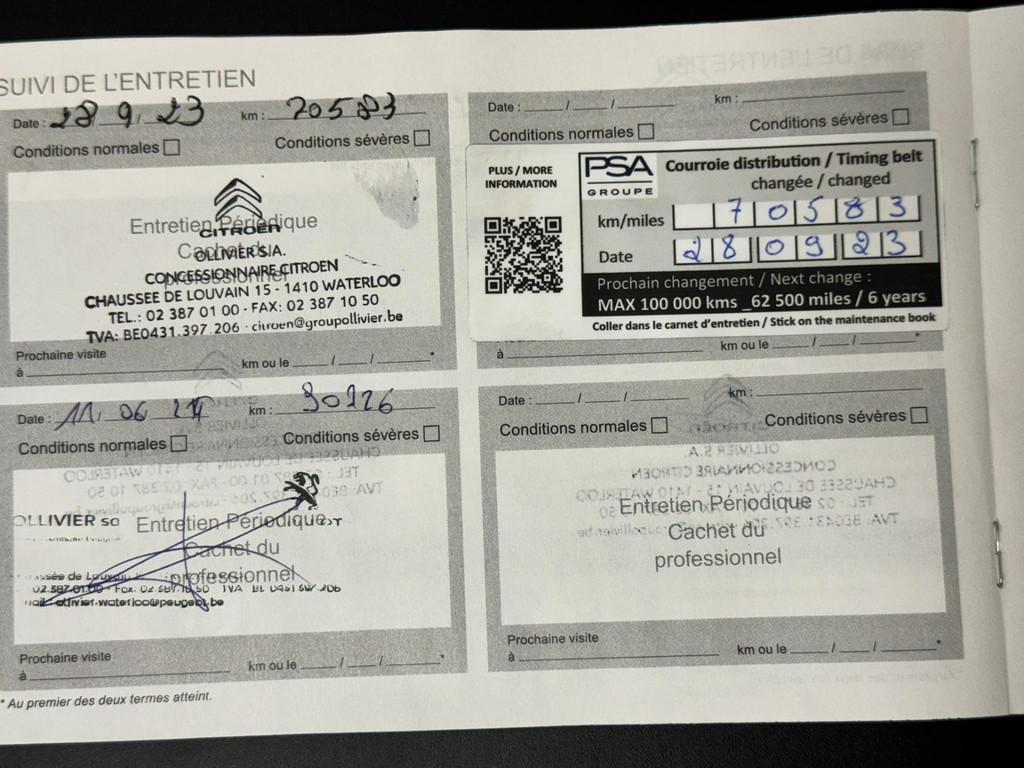 SUIVI DE L'ENTRETIEN
Date : 28 9, 23 km : 70583
Conditions normales Conditions sévères
Entretien Périodique
Cachet du
professionnel
CITROËN
OLLIVIER S.A.
CONCESSIONNAIRE CITROEN
CHAUSSEE DE LOUVAIN 15 - 1410 WATERLOO
TEL.: 02 387 01 00 - FAX: 02 387 10 50
TVA: BE0431.397.206 - citroen@groupollivier.be
Prochaine visite
à km ou le / / *
Date : / / km :
Conditions normales Conditions sévères
PLUS / MORE
INFORMATION
PSA
GROUPE
Courroie distribution / Timing belt
changée / changed
km/miles 7 0 5 8 3
Date 2 8 0 9 2 3
Prochain changement / Next change :
MAX 100 000 kms _62 500 miles / 6 years
Coller dans le carnet d'entretien / Stick on the maintenance book
à km ou le / / *
Date : 11, 06 24 km :
Conditions normales Conditions sévères
OLLIVIER sa
Entretien Périodique
Cachet du
professionnel
Prochaine visite
à km ou le / / *
Date : / / km :
Conditions normales Conditions sévères
Entretien Périodique
Cachet du
professionnel
Prochaine visite
à km ou le / / *
* Au premier des deux termes atteint.